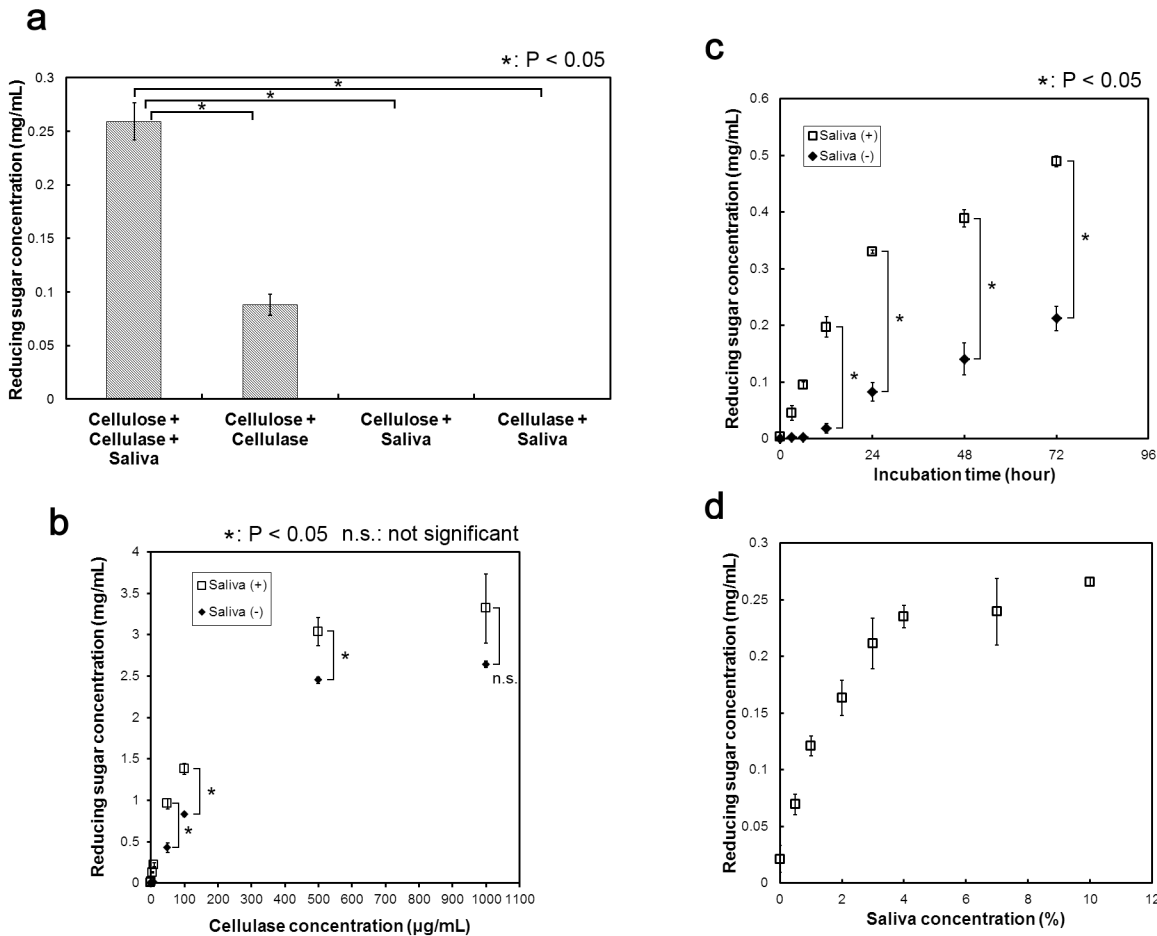 a
*: P < 0.05
Reducing sugar concentration (mg/mL)
0.3
0.25
0.2
0.15
0.1
0.05
0
*
*
*
Cellulose +
Cellulase +
Saliva
Cellulose +
Cellulase
Cellulose +
Saliva
Cellulase +
Saliva
b
*: P < 0.05 n.s.: not significant
Reducing sugar concentration (mg/mL)
4
3.5
3
2.5
2
1.5
1
0.5
0
Saliva (+)
Saliva (-)
*
*
*
n.s.
0 100 200 300 400 500 600 700 800 900 1000 1100
Cellulase concentration (μg/mL)
c
*: P < 0.05
Reducing sugar concentration (mg/mL)
0.6
0.5
0.4
0.3
0.2
0.1
0
Saliva (+)
Saliva (-)
*
*
*
*
0 24 48 72 96
Incubation time (hour)
d
Reducing sugar concentration (mg/mL)
0.3
0.25
0.2
0.15
0.1
0.05
0
0 2 4 6 8 10 12
Saliva concentration (%)